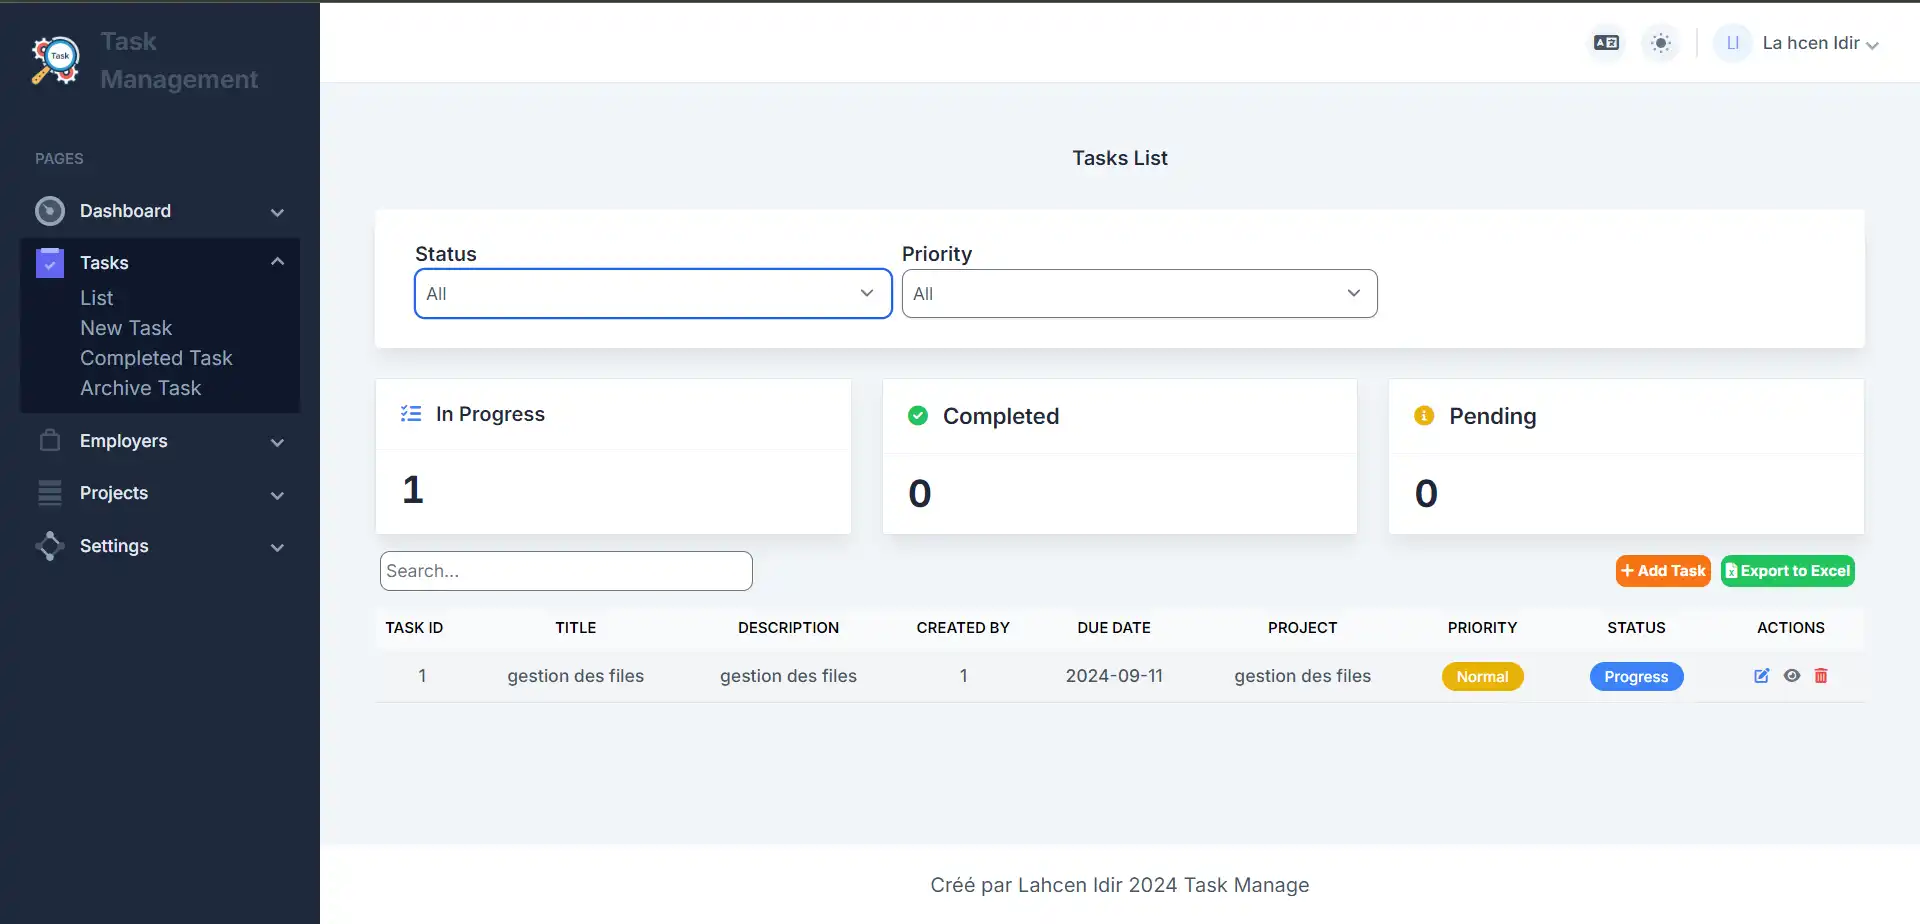 Task
Management
Task
PAGES
Dashboard
Tasks
List
New Task
Completed Task
Archive Task
Employers
Projects
Settings
LI La hcen Idir
Tasks List
Status Priority
All All
In Progress Completed Pending
1 0 0
Search... + Add Task Export to Excel
TASK ID TITLE DESCRIPTION CREATED BY DUE DATE PROJECT PRIORITY STATUS ACTIONS
1 gestion des files gestion des files 1 2024-09-11 gestion des files Normal Progress
Créé par Lahcen Idir 2024 Task Manage